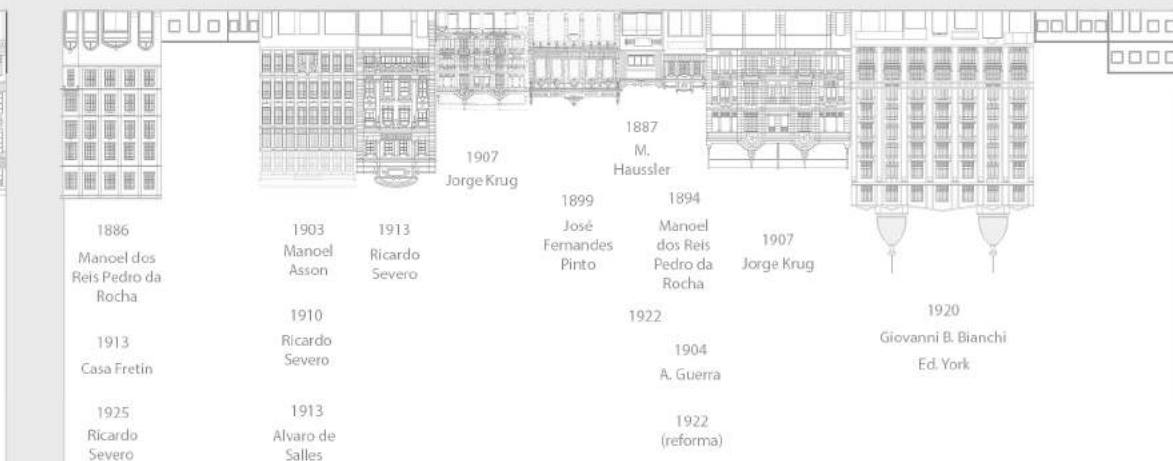 1886
Manoel dos
Reis Pedro da
Rocha
1913
Casa Fretin
1925
Ricardo
Severo
1903
Manoel
Asson
1910
Ricardo
Severo
1913
Alvaro de
Salles
1913
Ricardo
Severo
1907
Jorge Krug
1899
José
Fernandes
Pinto
1887
M.
Haussler
1922
1894
Manoel
dos Reis
Pedro da
Rocha
1904
A. Guerra
1922
(reforma)
1907
Jorge Krug
1920
Giovanni B. Bianchi
Ed. York